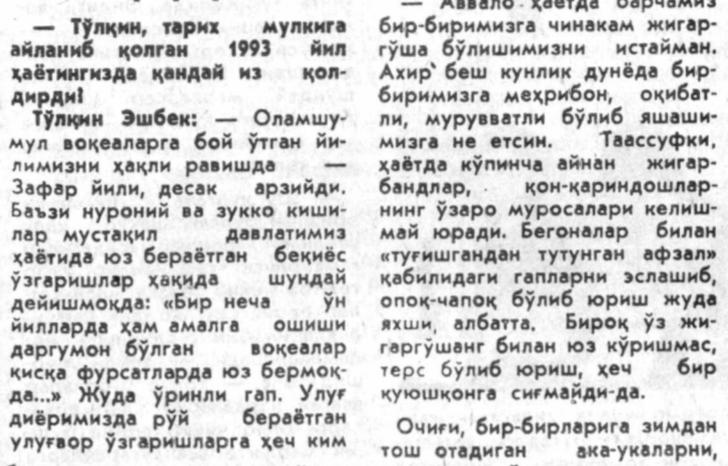 — Тўлқин, тарих мулкига
айланиб қолган 1993 йил
ҳаётингизда қандай из қол-
дирди?
Тўлқин Эшбек: — Оламшу-
мул воқеаларга бой ўтган йи-
лимизни ҳақли равишда —
Зафар йили, десак арзийди.
Баъзи нуроний ва зукко киши-
лар мустақил давлатимиз
ҳаётида юз бераётган беқиёс
ўзгаришлар ҳақида шундай
дейишмоқда: «Бир неча ўн
йилларда ҳам амалга ошиши
даргумон бўлган воқеалар
қисқа фурсатларда юз бермоқ-
да...» Жуда ўринли гап. Улуғ
диёримизда рўй бераётган
улуғвор ўзгаришларга ҳеч ким
— Аввало ҳаётда барчамиз
бир-биримизга чинакам жигар-
гўша бўлишимизни истайман.
Ахир беш кунлик дунёда бир-
биримизга меҳрибон, оқибат-
ли, мурувватли бўлиб яшаши-
мизга не етсин. Таассуфки,
ҳаётда кўпинча айнан жигар-
бандлар, қон-қариндошлар-
нинг ўзаро муросалари келиш-
май юради. Бегоналар билан
«туғишгандан тутунган афзал»
қабилидаги гапларни эслашиб,
опоқ-чапоқ бўлиб юриш жуда
яхши, албатта. Бироқ ўз жи-
гаргўшанг билан юз кўришмас,
терс бўлиб юриш, ҳеч бир
қуюшқонга сиғмайди-да.
Очиғи, бир-бирларига зимдан
тош отадиган ака-укаларни,